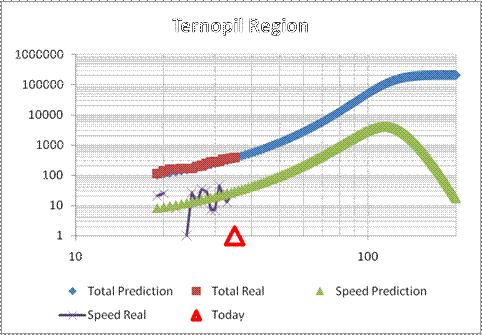 Ternopil Region
1000000
100000
10000
1000
100
10
1
10 100
Total Prediction Total Real Speed Prediction
Speed Real Today